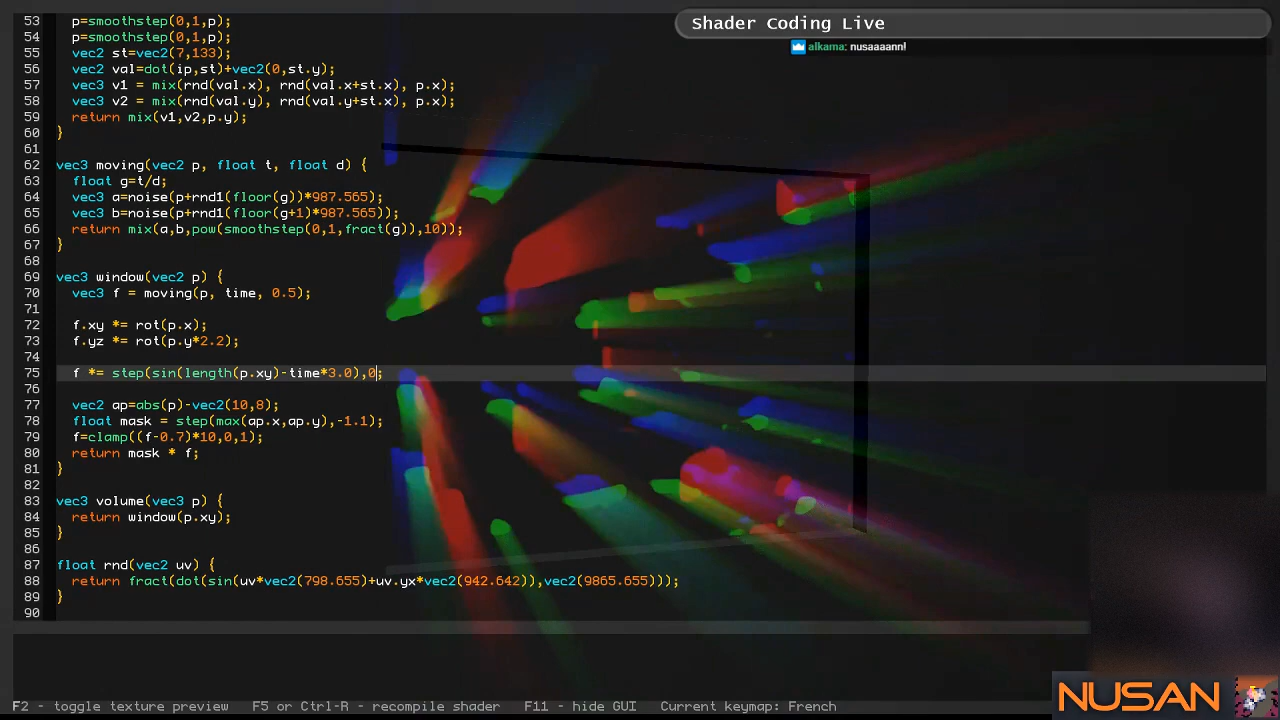 Shader Coding Live
alkama: nusaaaann!
53 p=smoothstep(0,1,p);
54 p=smoothstep(0,1,p);
55 vec2 st=vec2(7,133);
56 vec2 val=dot(ip,st)+vec2(0,st.y);
57 vec3 v1 = mix(rnd(val.x), rnd(val.x+st.x), p.x);
58 vec3 v2 = mix(rnd(val.y), rnd(val.y+st.x), p.x);
59 return mix(v1,v2,p.y);
60 }
61
62 vec3 moving(vec2 p, float t, float d) {
63 float g=t/d;
64 vec3 a=noise(p+rnd1(floor(g))*987.565);
65 vec3 b=noise(p+rnd1(floor(g+1)*987.565));
66 return mix(a,b,pow(smoothstep(0,1,fract(g)),10));
67 }
68
69 vec3 window(vec2 p) {
70 vec3 f = moving(p, time, 0.5);
71
72 f.xy *= rot(p.x);
73 f.yz *= rot(p.y*2.2);
74
75 f *= step(sin(length(p.xy)-time*3.0),0;
76
77 vec2 ap=abs(p)-vec2(10,8);
78 float mask = step(max(ap.x,ap.y),-1.1);
79 f=clamp((f-0.7)*10,0,1);
80 return mask * f;
81 }
82
83 vec3 volume(vec3 p) {
84 return window(p.xy);
85 }
86
87 float rnd(vec2 uv) {
88 return fract(dot(sin(uv*vec2(798.655)+uv.yx*vec2(942.642)),vec2(9865.655)));
89 }
90
F2 - toggle texture preview F5 or Ctrl-R - recompile shader F11 - hide GUI Current keymap: French
NUSAN